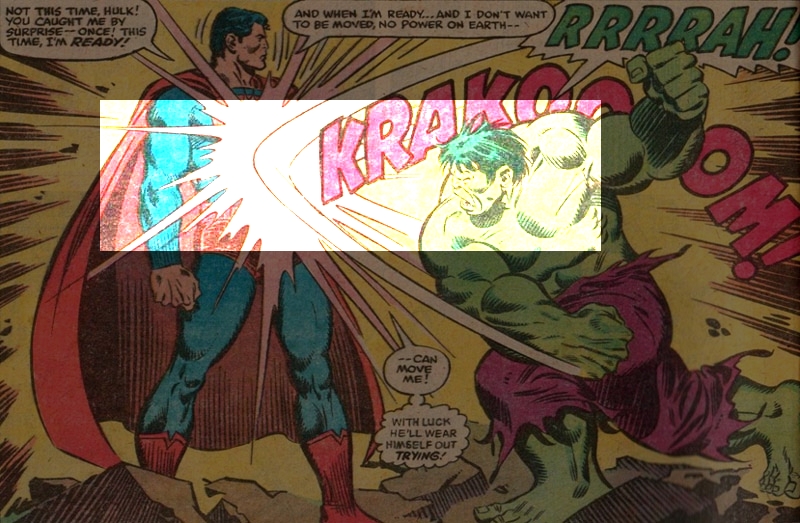 NOT THIS TIME, HULK!
YOU CAUGHT ME BY
SURPRISE--ONCE! THIS
TIME, I'M READY!
AND WHEN I'M READY...AND I DON'T WANT
TO BE MOVED, NO POWER ON EARTH--
RRRRAH!
KRAKOOOM!
--CAN
MOVE
ME!
WITH LUCK
HE'LL WEAR
HIMSELF OUT
TRYING!